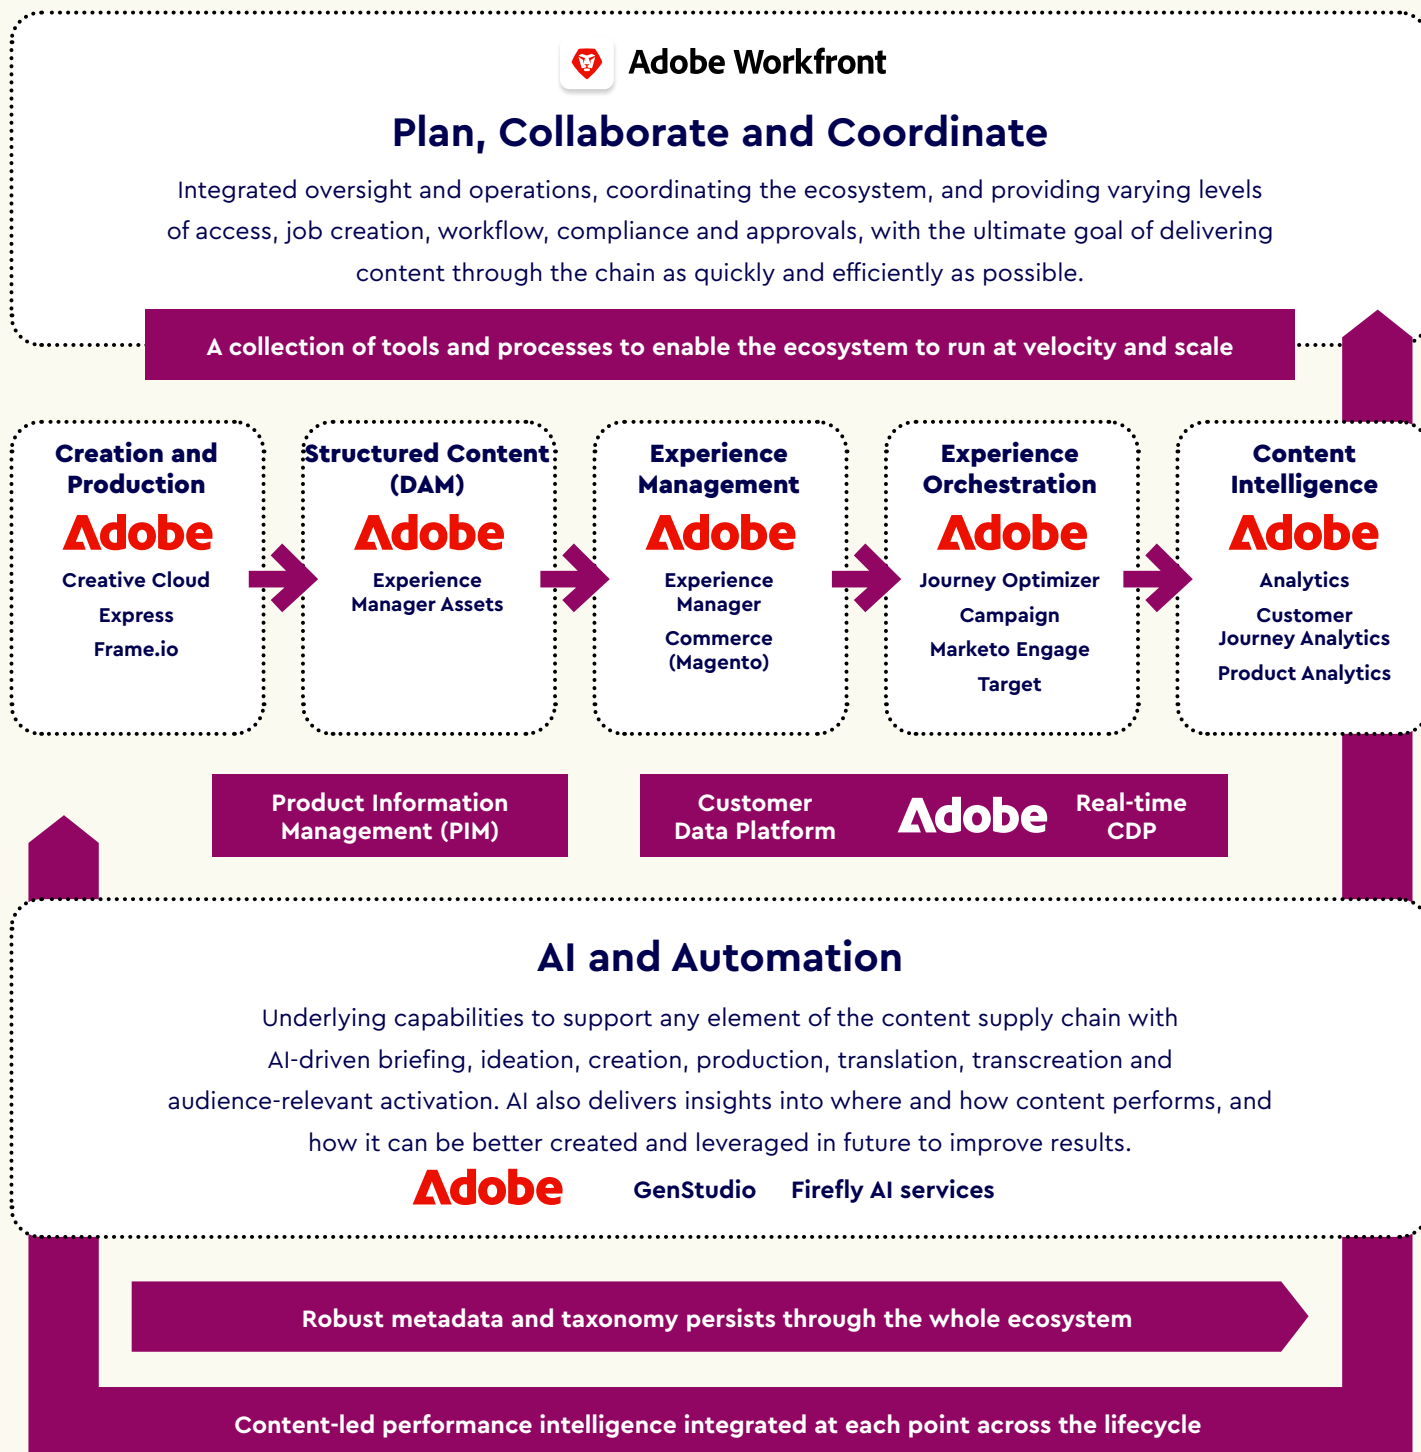 Adobe Workfront
Plan, Collaborate and Coordinate
Integrated oversight and operations, coordinating the ecosystem, and providing varying levels
of access, job creation, workflow, compliance and approvals, with the ultimate goal of delivering
content through the chain as quickly and efficiently as possible.
A collection of tools and processes to enable the ecosystem to run at velocity and scale
Creation and
Production
Adobe
Creative Cloud
Express
Frame.io
Structured Content
(DAM)
Adobe
Experience
Manager Assets
Experience
Management
Adobe
Experience
Manager
Commerce
(Magento)
Experience
Orchestration
Adobe
Journey Optimizer
Campaign
Marketo Engage
Target
Content
Intelligence
Adobe
Analytics
Customer
Journey Analytics
Product Analytics
Product Information
Management (PIM)
Customer
Data Platform
Adobe
Real-time
CDP
AI and Automation
Underlying capabilities to support any element of the content supply chain with
AI-driven briefing, ideation, creation, production, translation, transcreation and
audience-relevant activation. AI also delivers insights into where and how content performs, and
how it can be better created and leveraged in future to improve results.
Adobe GenStudio Firefly AI services
Robust metadata and taxonomy persists through the whole ecosystem
Content-led performance intelligence integrated at each point across the lifecycle